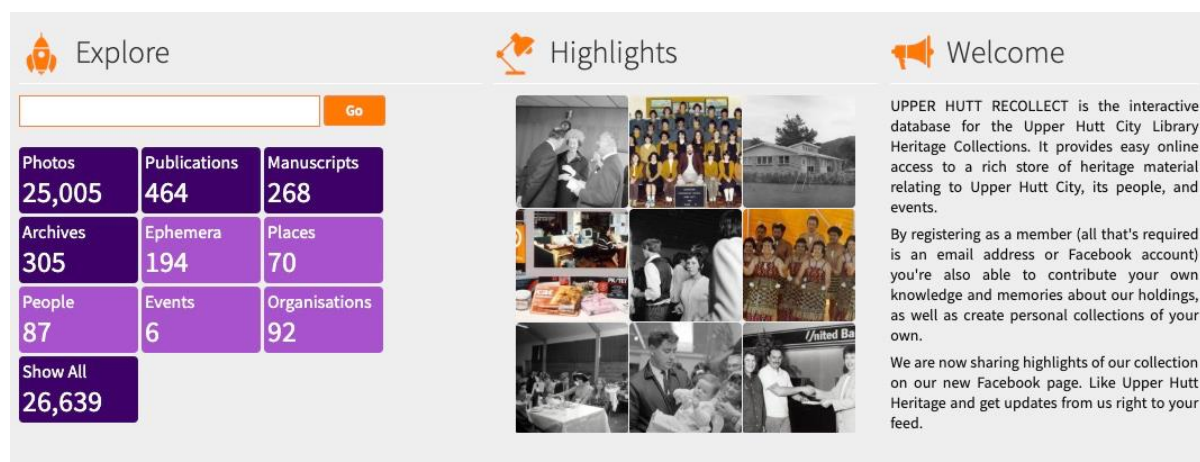 Explore
Go
Photos
25,005
Publications
464
Manuscripts
268
Archives
305
Ephemera
194
Places
70
People
87
Events
6
Organisations
92
Show All
26,639
Highlights
United Ba
Welcome
UPPER HUTT RECOLLECT is the interactive
database for the Upper Hutt City Library
Heritage Collections. It provides easy online
access to a rich store of heritage material
relating to Upper Hutt City, its people, and
events.
By registering as a member (all that's required
is an email address or Facebook account)
you're also able to contribute your own
knowledge and memories about our holdings,
as well as create personal collections of your
own.
We are now sharing highlights of our collection
on our new Facebook page. Like Upper Hutt
Heritage and get updates from us right to your
feed.